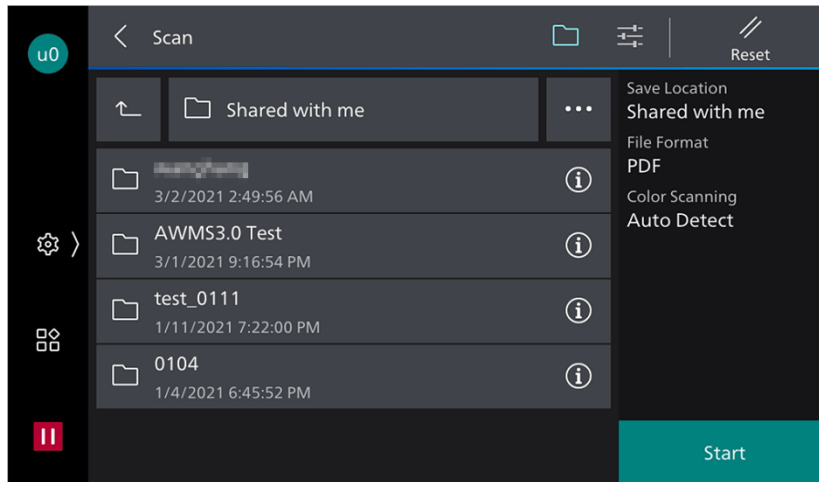 u0
Scan
Reset
Shared with me
3/2/2021 2:49:56 AM
AWMS3.0 Test
3/1/2021 9:16:54 PM
test_0111
1/11/2021 7:22:00 PM
0104
1/4/2021 6:45:52 PM
Save Location
Shared with me
File Format
PDF
Color Scanning
Auto Detect
Start